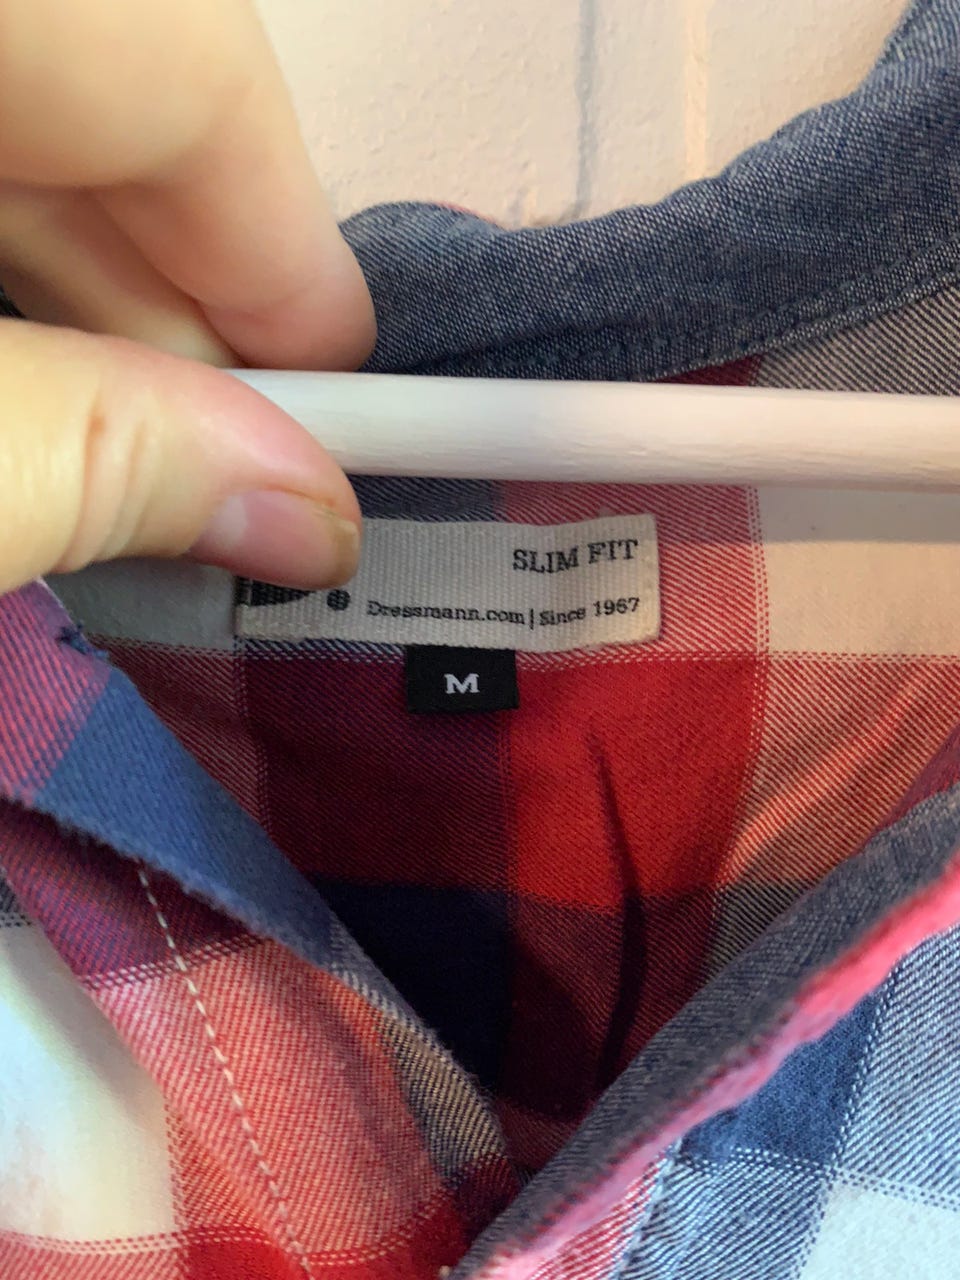 SLIM FIT
Dressmann.com | Since 1967
M